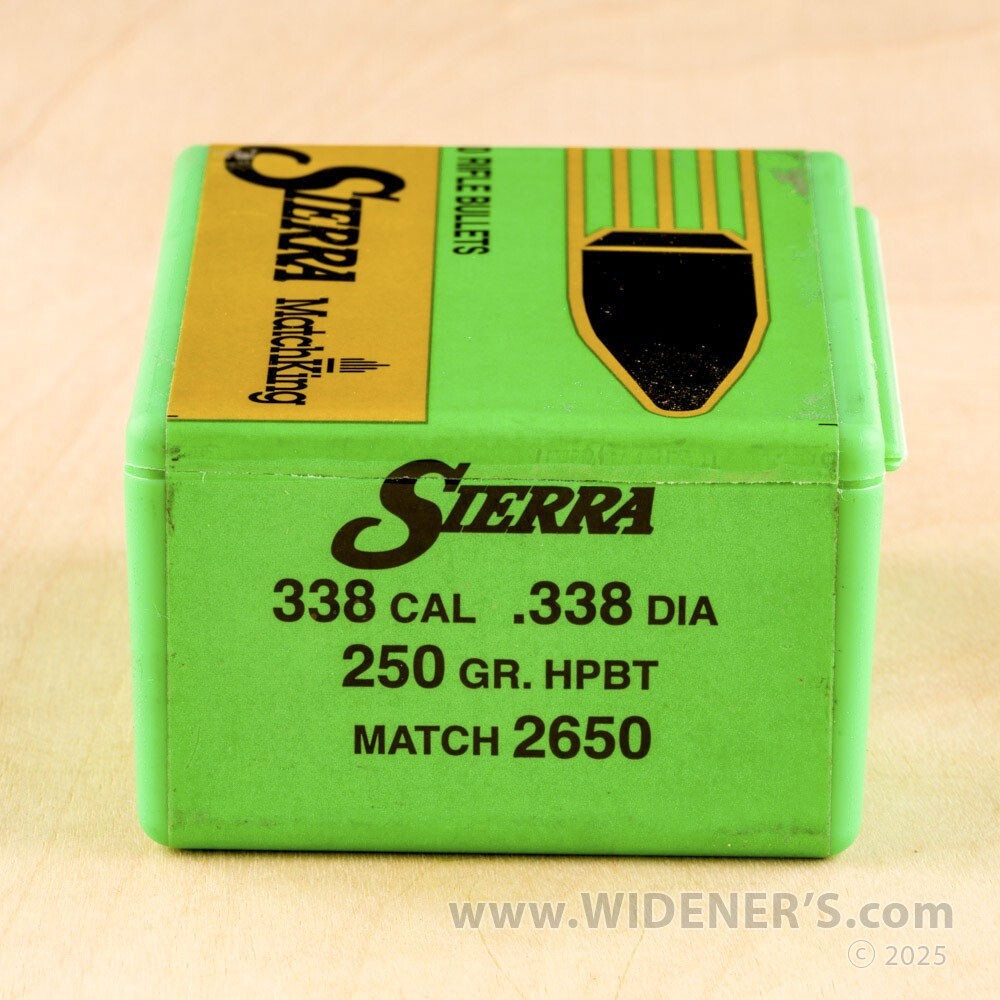 SIERRA MatchKing
RIFLE BULLETS
SIERRA
338 CAL .338 DIA
250 GR. HPBT
MATCH 2650
www.WIDENER'S.com
© 2025